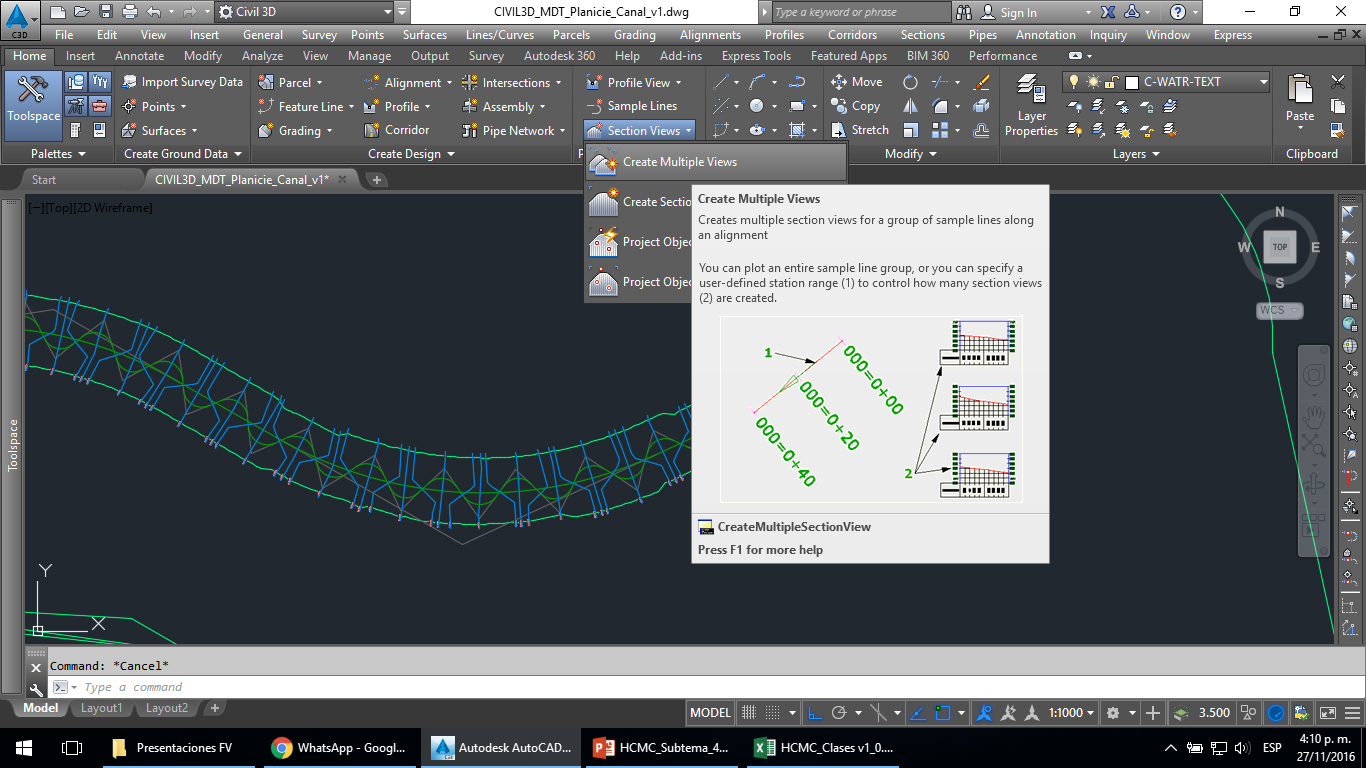 C3D Civil 3D CIVIL3D_MDT_Planicie_Canal_v1.dwg Type a keyword or phrase Sign In
File Edit View Insert General Survey Points Surfaces Lines/Curves Parcels Grading Alignments Profiles Corridors Sections Pipes Annotation Inquiry Window Express
Home Insert Annotate Modify Analyze View Manage Output Survey Autodesk 360 Help Add-ins Express Tools Featured Apps BIM 360 Performance
Toolspace
Import Survey Data
Points
Surfaces
Parcel
Feature Line
Grading
Alignment
Profile
Corridor
Intersections
Assembly
Pipe Network
Profile View
Sample Lines
Section Views
Move
Copy
Stretch
Layer
Properties
C-WATR-TEXT
Paste
Palettes Create Ground Data Create Design Modify Layers Clipboard
Start CIVIL3D_MDT_Planicie_Canal_v1*
[−][Top][2D Wireframe]
Create Multiple Views
Create Sectio
Project Objec
Project Objec
Create Multiple Views
Creates multiple section views for a group of sample lines along
an alignment
You can plot an entire sample line group, or you can specify a
user-defined station range (1) to control how many section views
(2) are created.
1
000=0+00
000=0+20
000=0+40
2
CreateMultipleSectionView
Press F1 for more help
N
W TOP E
S
WCS
Toolspace
Y
X
Command: *Cancel*
Type a command
Model Layout1 Layout2
MODEL 1:1000 3.500
Presentaciones FV WhatsApp - Googl... Autodesk AutoCAD... HCMC_Subtema_4... HCMC_Clases v1_0.... ESP
4:10 p. m.
27/11/2016